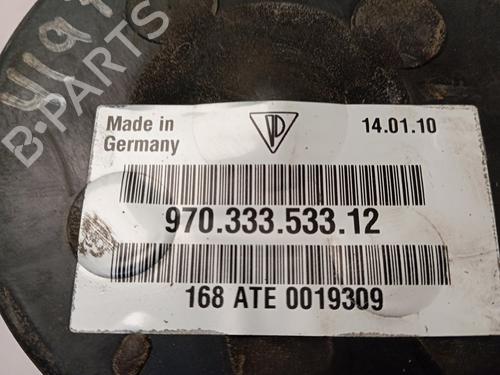 B-PARTS
Made in
Germany
14.01.10
970.333.533.12
168 ATE 0019309